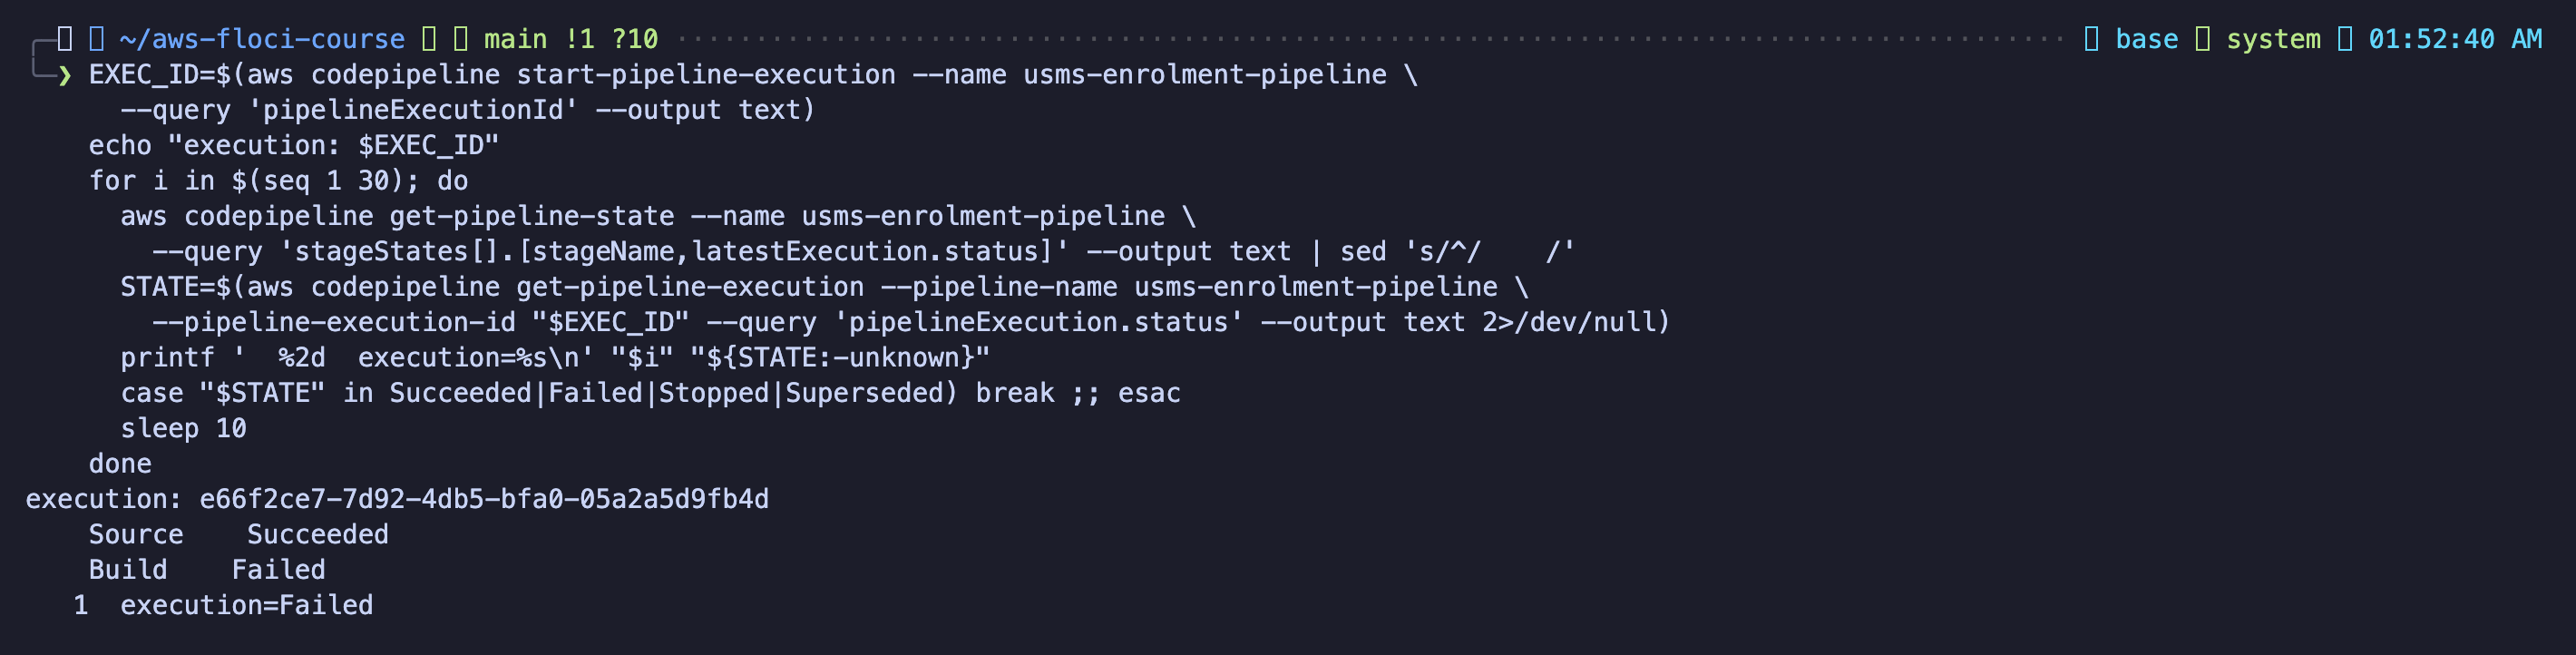 ~/aws-floci-course main !1 ?10 base system 01:52:40 AM
❯ EXEC_ID=$(aws codepipeline start-pipeline-execution --name usms-enrolment-pipeline \
--query 'pipelineExecutionId' --output text)
echo "execution: $EXEC_ID"
for i in $(seq 1 30); do
aws codepipeline get-pipeline-state --name usms-enrolment-pipeline \
--query 'stageStates[].[stageName,latestExecution.status]' --output text | sed 's/^/    /'
STATE=$(aws codepipeline get-pipeline-execution --pipeline-name usms-enrolment-pipeline \
--pipeline-execution-id "$EXEC_ID" --query 'pipelineExecution.status' --output text 2>/dev/null)
printf '  %2d  execution=%s\n' "$i" "${STATE:-unknown}"
case "$STATE" in Succeeded|Failed|Stopped|Superseded) break ;; esac
sleep 10
done
execution: e66f2ce7-7d92-4db5-bfa0-05a2a5d9fb4d
Source    Succeeded
Build    Failed
1  execution=Failed